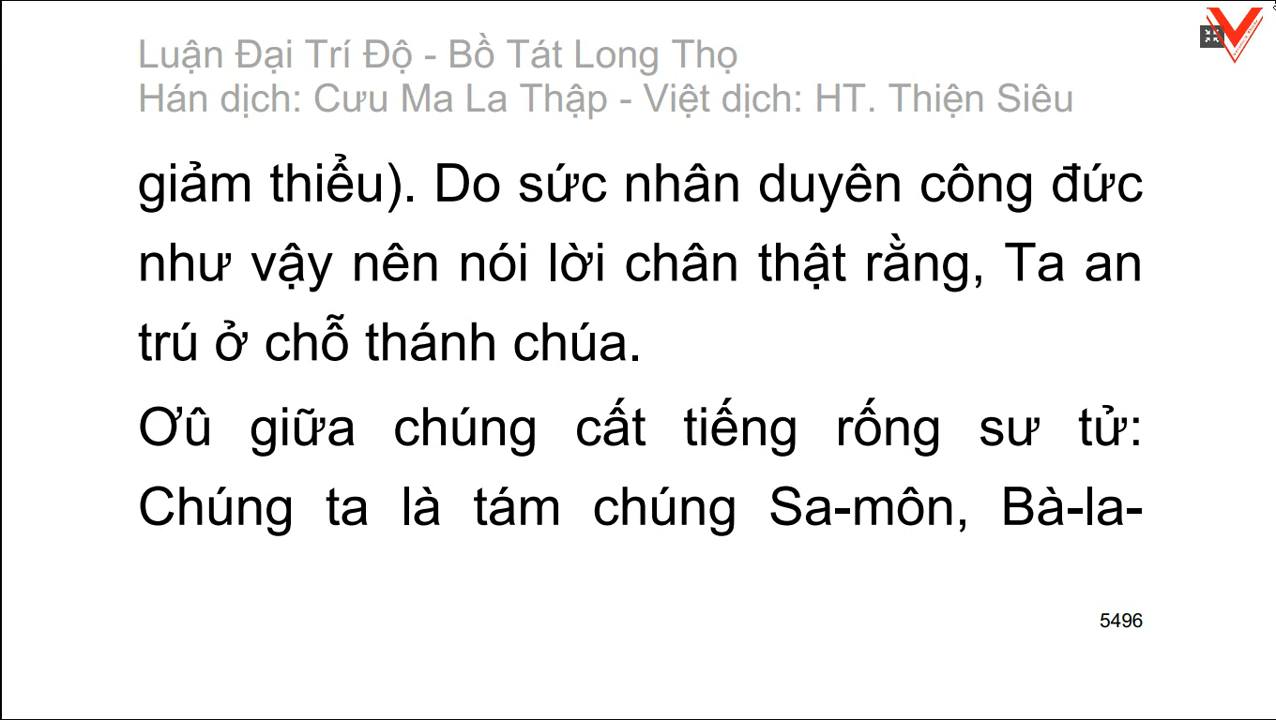 Luận Đại Trí Độ - Bồ Tát Long Thọ
Hán dịch: Cưu Ma La Thập - Việt dịch: HT. Thiện Siêu
giảm thiểu). Do sức nhân duyên công đức
như vậy nên nói lời chân thật rằng, Ta an
trú ở chỗ thánh chúa.
Ơû giữa chúng cất tiếng rống sư tử:
Chúng ta là tám chúng Sa-môn, Bà-la-
5496